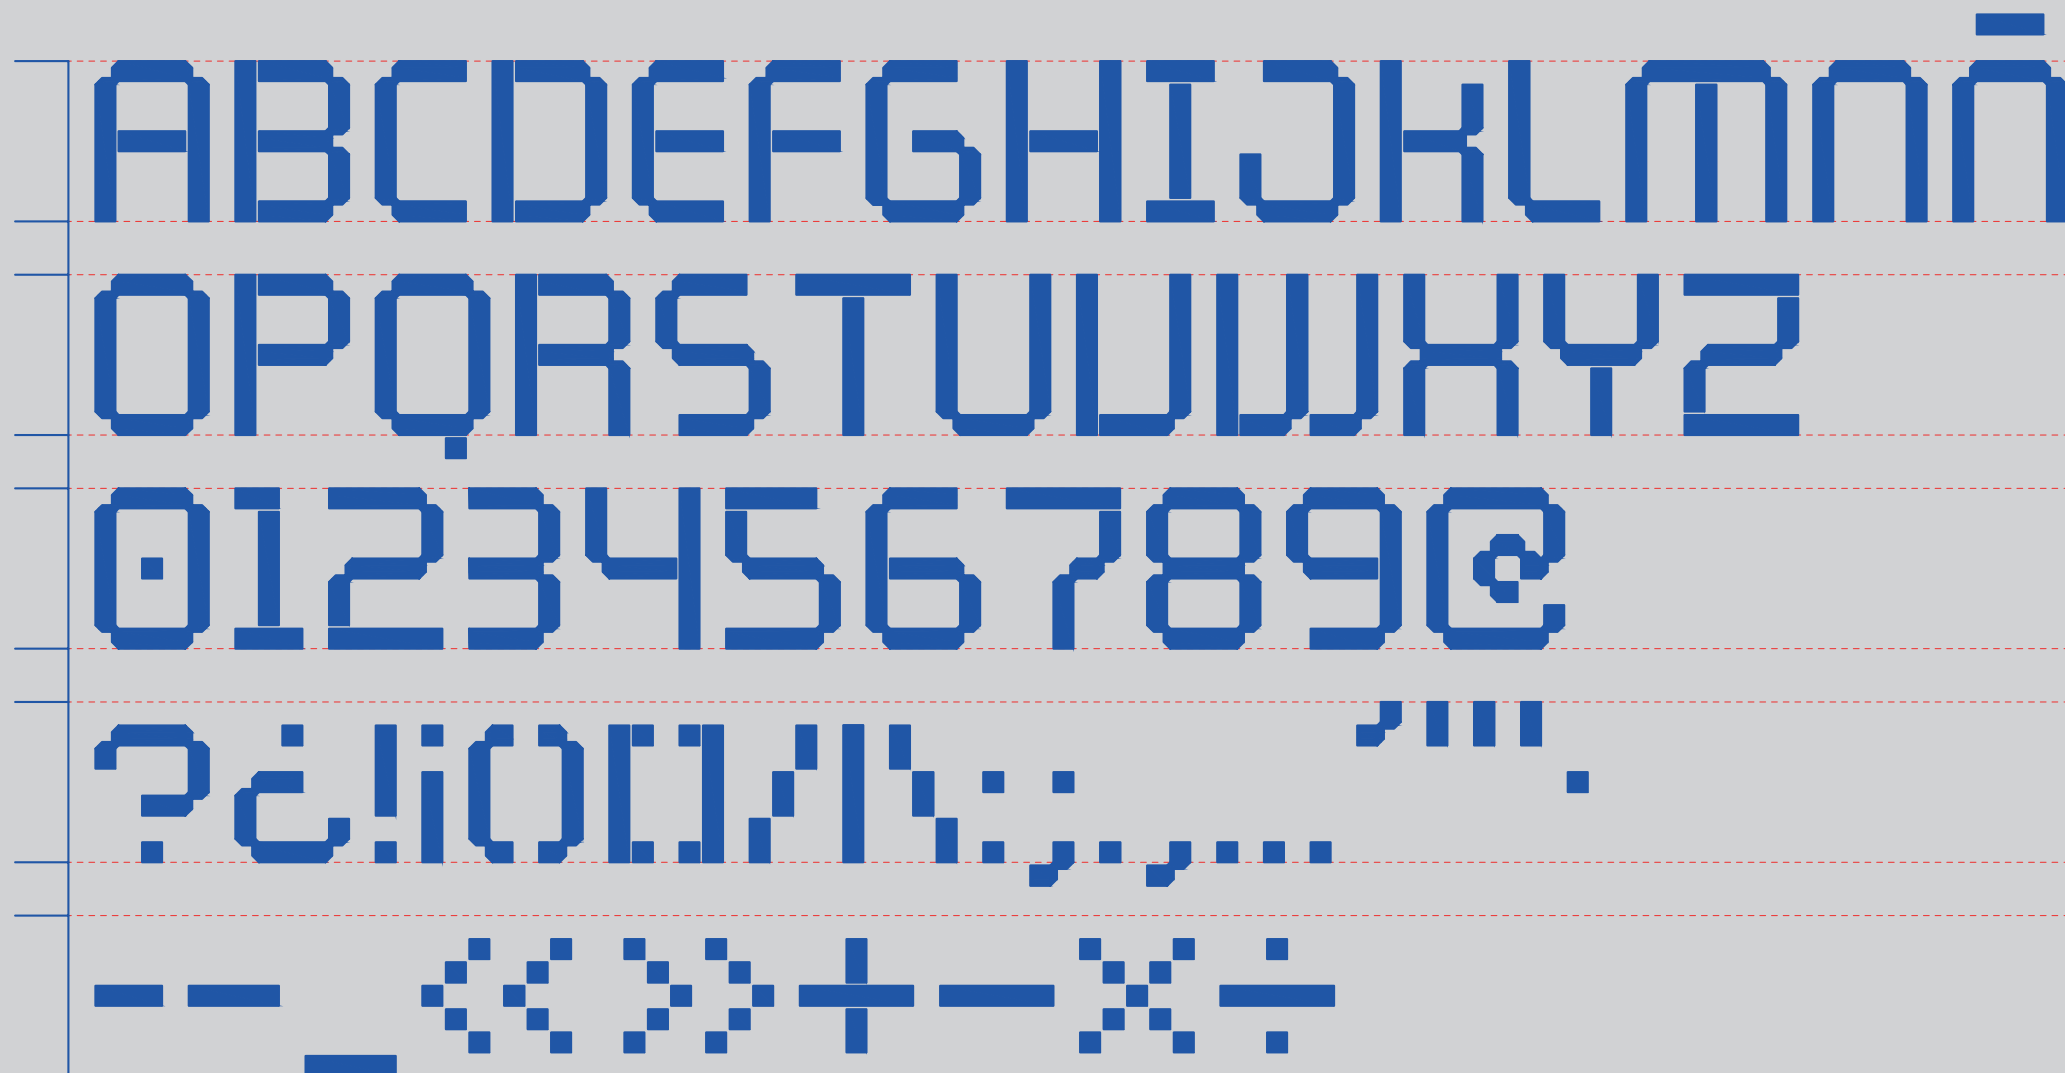 ABCDEFGHIJKLMNÑ
OPQRSTUVWXYZ
0123456789@
?¿!¡()[]/|\:;.,…’'"·
-–_‹‹››+−×÷